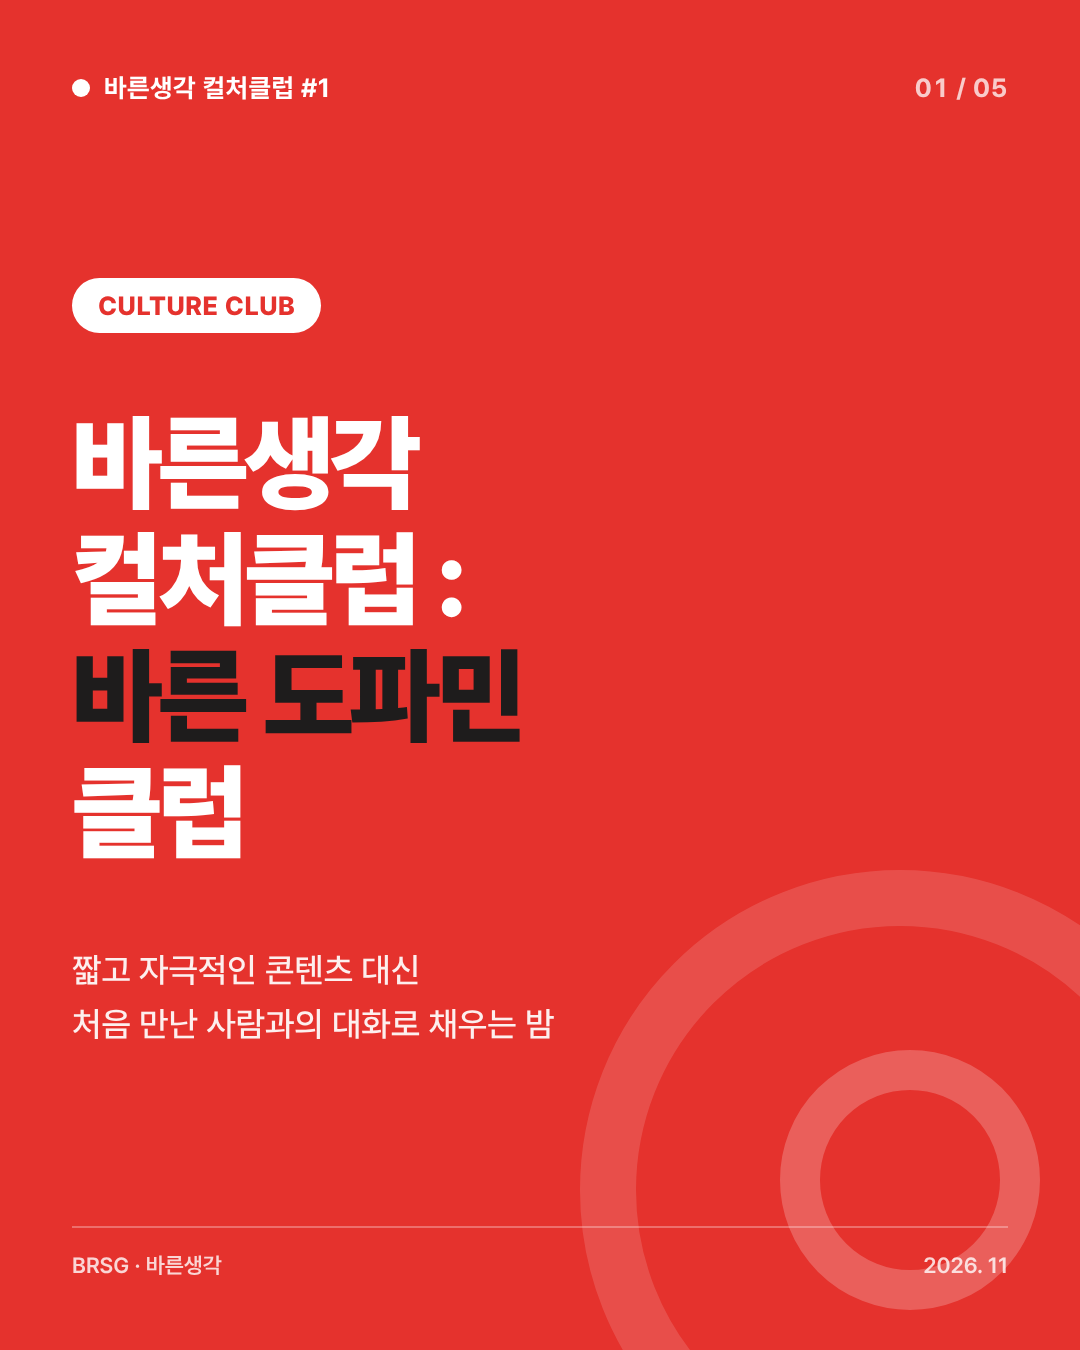 바른생각 컬처클럽 #1
01 / 05
CULTURE CLUB
바른생각
컬처클럽 :
바른 도파민
클럽
짧고 자극적인 콘텐츠 대신
처음 만난 사람과의 대화로 채우는 밤
BRSG · 바른생각
2026. 11